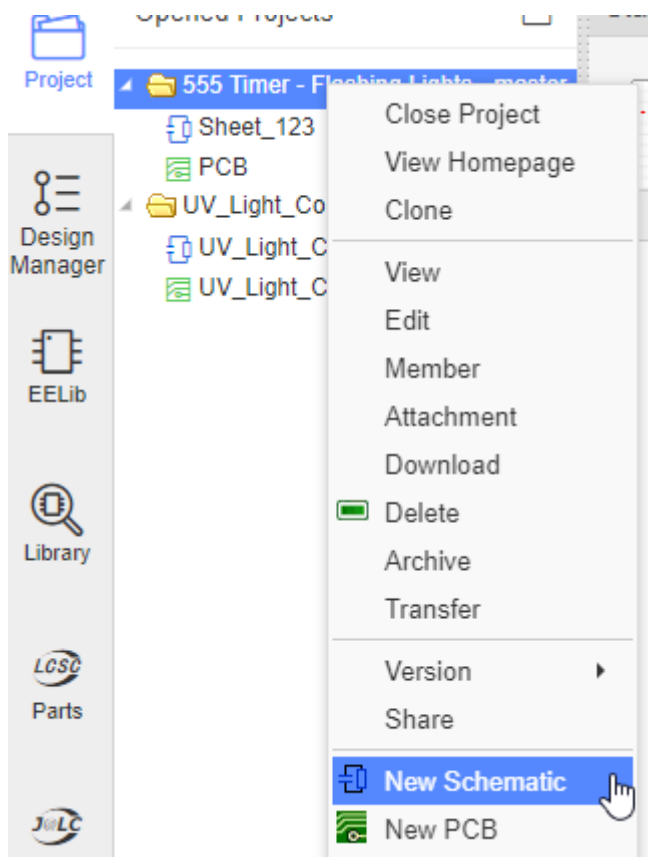 Opened Projects
Project
555 Timer - Flashing Lights - master
Sheet_123
PCB
UV_Light_Co
UV_Light_C
UV_Light_C
Design
Manager
EELib
Library
LCSC
Parts
J@LC
Close Project
View Homepage
Clone
View
Edit
Member
Attachment
Download
Delete
Archive
Transfer
Version
Share
New Schematic
New PCB